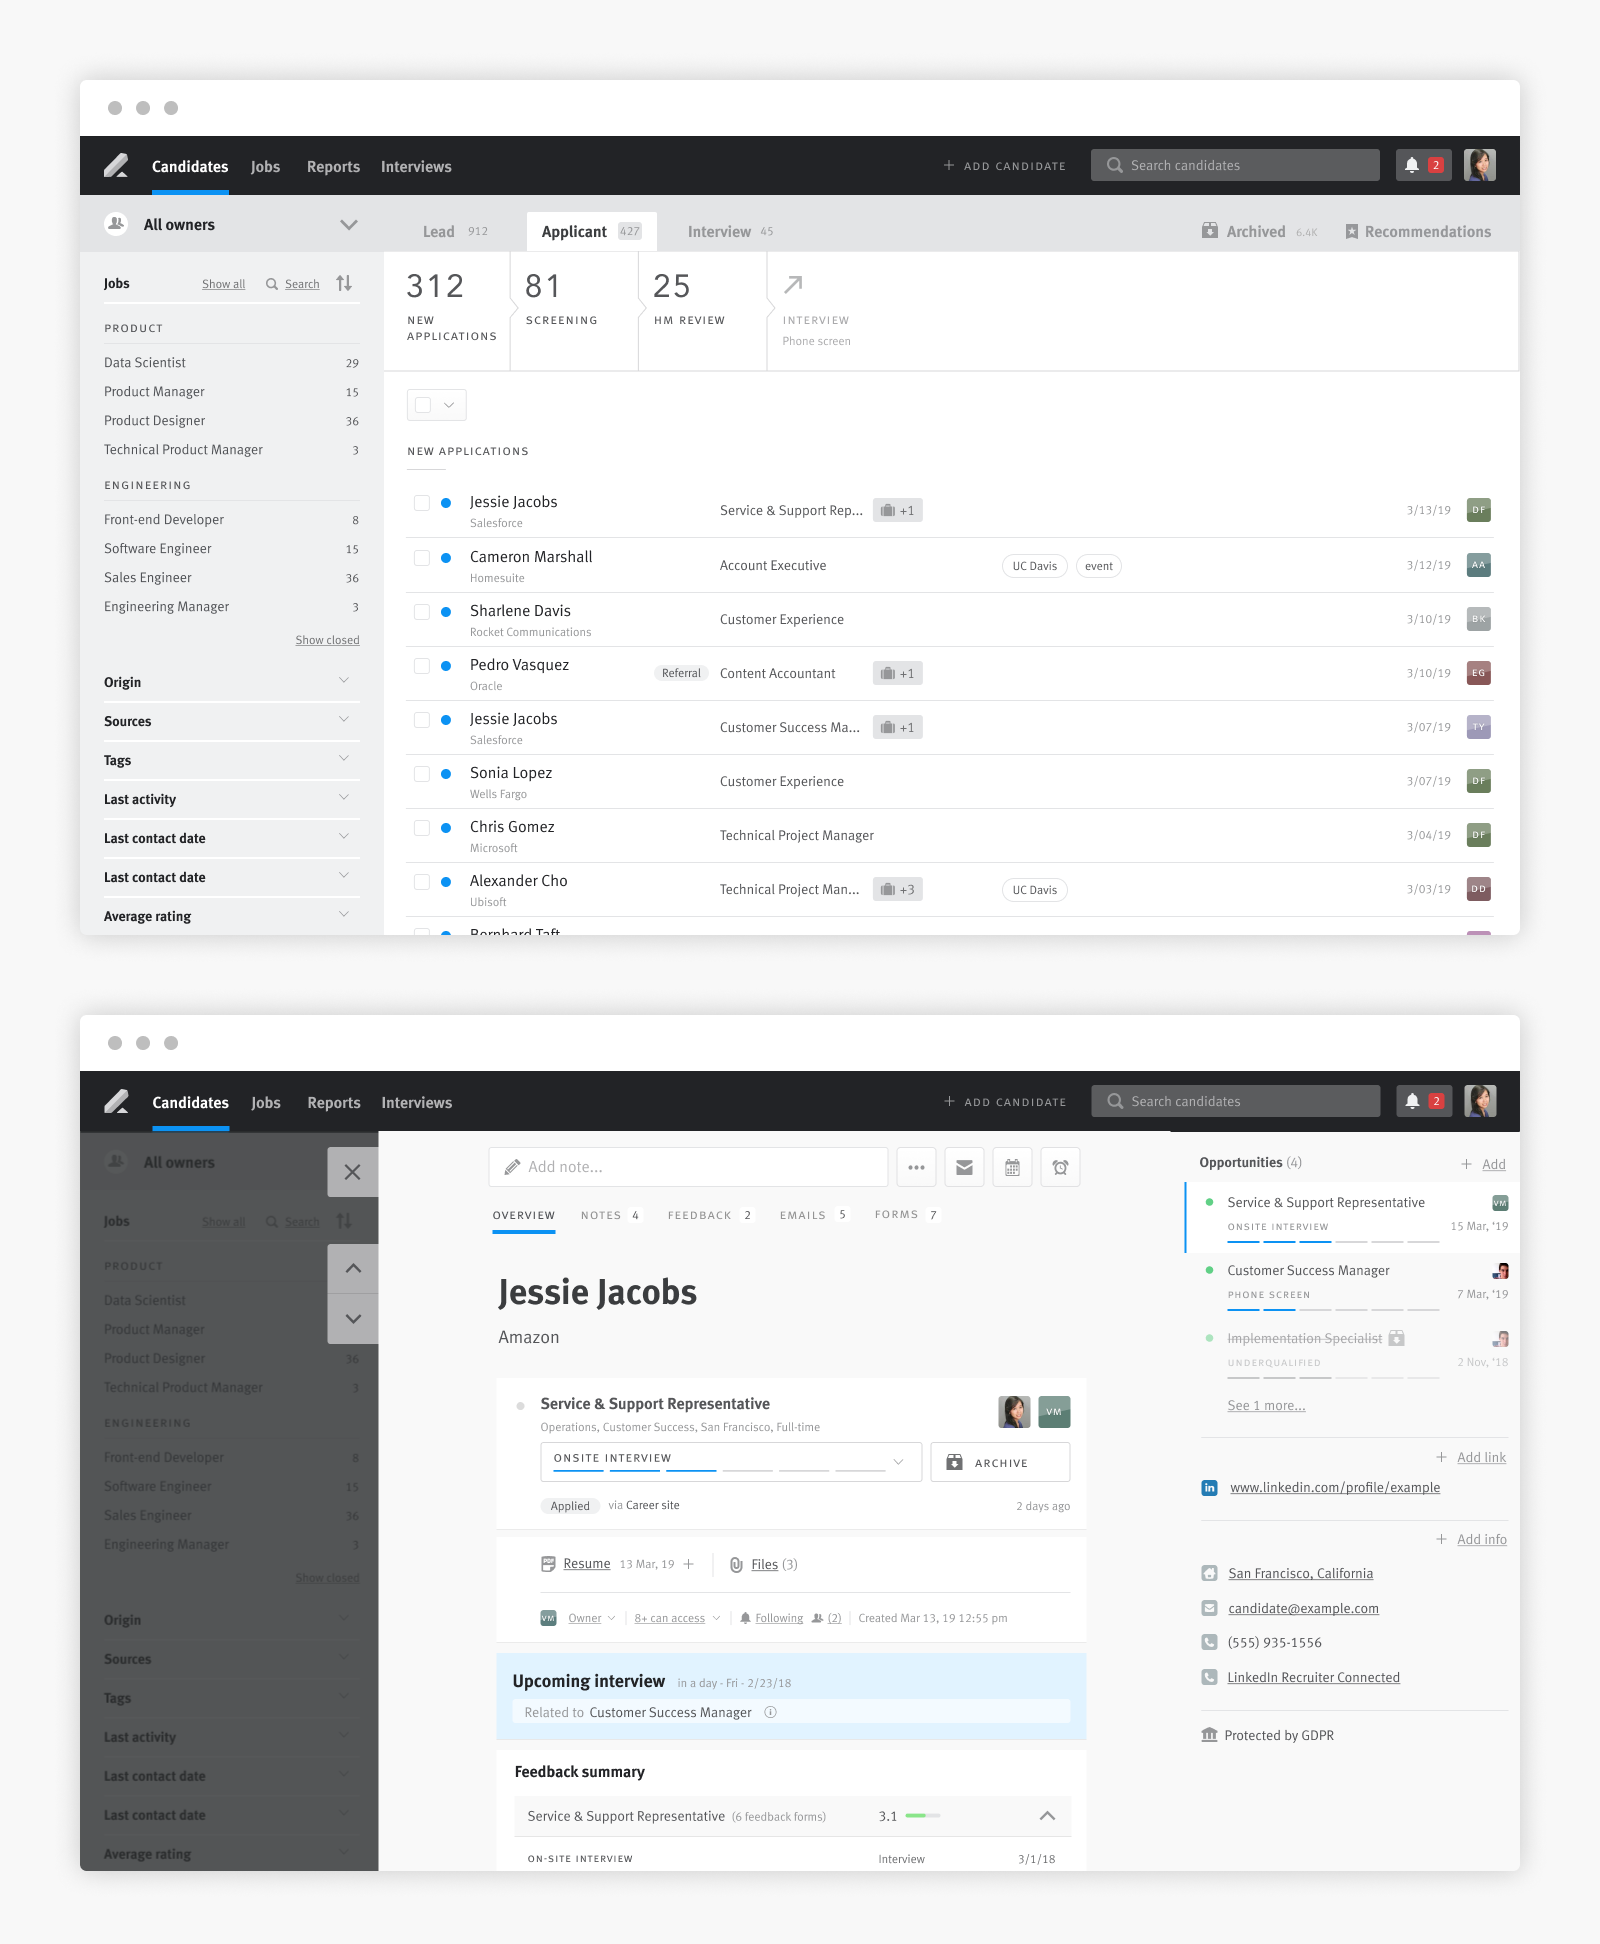 Candidates Jobs Reports Interviews + ADD CANDIDATE Search candidates 2
All owners
Lead 912 Applicant 427 Interview 45 Archived 6.4K Recommendations
Jobs Show all Search
PRODUCT
Data Scientist 29
Product Manager 15
Product Designer 36
Technical Product Manager 3
ENGINEERING
Front-end Developer 8
Software Engineer 15
Sales Engineer 36
Engineering Manager 3
Show closed
Origin
Sources
Tags
Last activity
Last contact date
Last contact date
Average rating
312 81 25
NEW APPLICATIONS SCREENING HM REVIEW INTERVIEW
Phone screen
NEW APPLICATIONS
Jessie Jacobs Service & Support Rep... +1 3/13/19 DF
Salesforce
Cameron Marshall Account Executive UC Davis event 3/12/19 AA
Homesuite
Sharlene Davis Customer Experience 3/10/19 BK
Rocket Communications
Pedro Vasquez Referral Content Accountant +1 3/10/19 EG
Oracle
Jessie Jacobs Customer Success Ma... +1 3/07/19 TY
Salesforce
Sonia Lopez Customer Experience 3/07/19 DF
Wells Fargo
Chris Gomez Technical Project Manager 3/04/19 DF
Microsoft
Alexander Cho Technical Project Man... +3 UC Davis 3/03/19 DD
Ubisoft
Bernhard Taft
Candidates Jobs Reports Interviews + ADD CANDIDATE Search candidates 2
All owners
Jobs Show all Search
PRODUCT
Data Scientist
Product Manager
Product Designer 36
Technical Product Manager 3
ENGINEERING
Front-end Developer 8
Software Engineer 15
Sales Engineer 36
Engineering Manager 3
Show closed
Origin
Sources
Tags
Last activity
Last contact date
Last contact date
Average rating
Add note...
OVERVIEW NOTES 4 FEEDBACK 2 EMAILS 5 FORMS 7
Jessie Jacobs
Amazon
Service & Support Representative VM
Operations, Customer Success, San Francisco, Full-time
ONSITE INTERVIEW ARCHIVE
Applied via Career site 2 days ago
PDF Resume 13 Mar, 19 + Files (3)
VM Owner 8+ can access Following (2) Created Mar 13, 19 12:55 pm
Upcoming interview in a day · Fri · 2/23/18
Related to Customer Success Manager
Feedback summary
Service & Support Representative (6 feedback forms) 3.1
ON-SITE INTERVIEW Interview 3/1/18
Opportunities (4) + Add
Service & Support Representative VM
ONSITE INTERVIEW 15 Mar, '19
Customer Success Manager
PHONE SCREEN 7 Mar, '19
Implementation Specialist
UNDERQUALIFIED 2 Nov, '18
See 1 more...
+ Add link
in www.linkedin.com/profile/example
+ Add info
San Francisco, California
candidate@example.com
(555) 935-1556
LinkedIn Recruiter Connected
Protected by GDPR